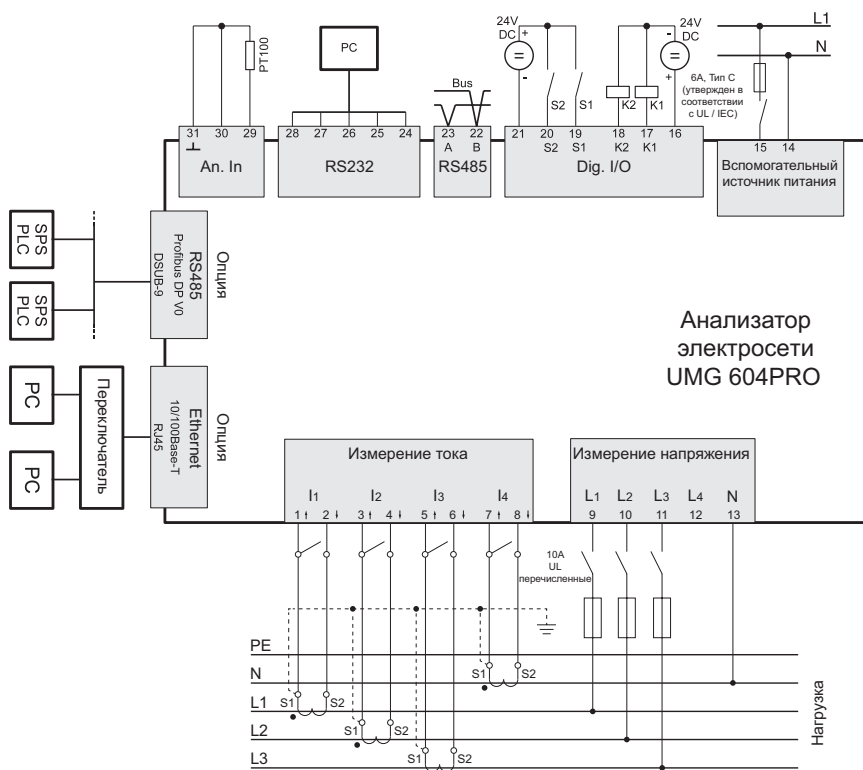 24V
DC
+
-
24V
DC
-
+
L1
N
PT100
PC
Bus
S2
S1
K2
K1
6A, Тип C
(утвержден в
соответствии
с UL / IEC)
31 30 29
An. In
28 27 26 25 24
RS232
23 22
A B
RS485
21 20 19 18 17 16
S2 S1 K2 K1
Dig. I/O
15 14
Вспомогательный
источник питания
SPS
PLC
SPS
PLC
RS485
Profibus DP V0
DSUB-9
Опция
PC
PC
Переключатель
Ethernet
10/100Base-T
RJ45
Опция
Анализатор
электросети
UMG 604PRO
Измерение тока
I1 I2 I3 I4
1 2 3 4 5 6 7 8
Измерение напряжения
L1 L2 L3 L4 N
9 10 11 12 13
10A
UL
перечисленные
PE
N
L1
L2
L3
S1 S2
S1 S2
S1 S2
S1 S2
Нагрузка